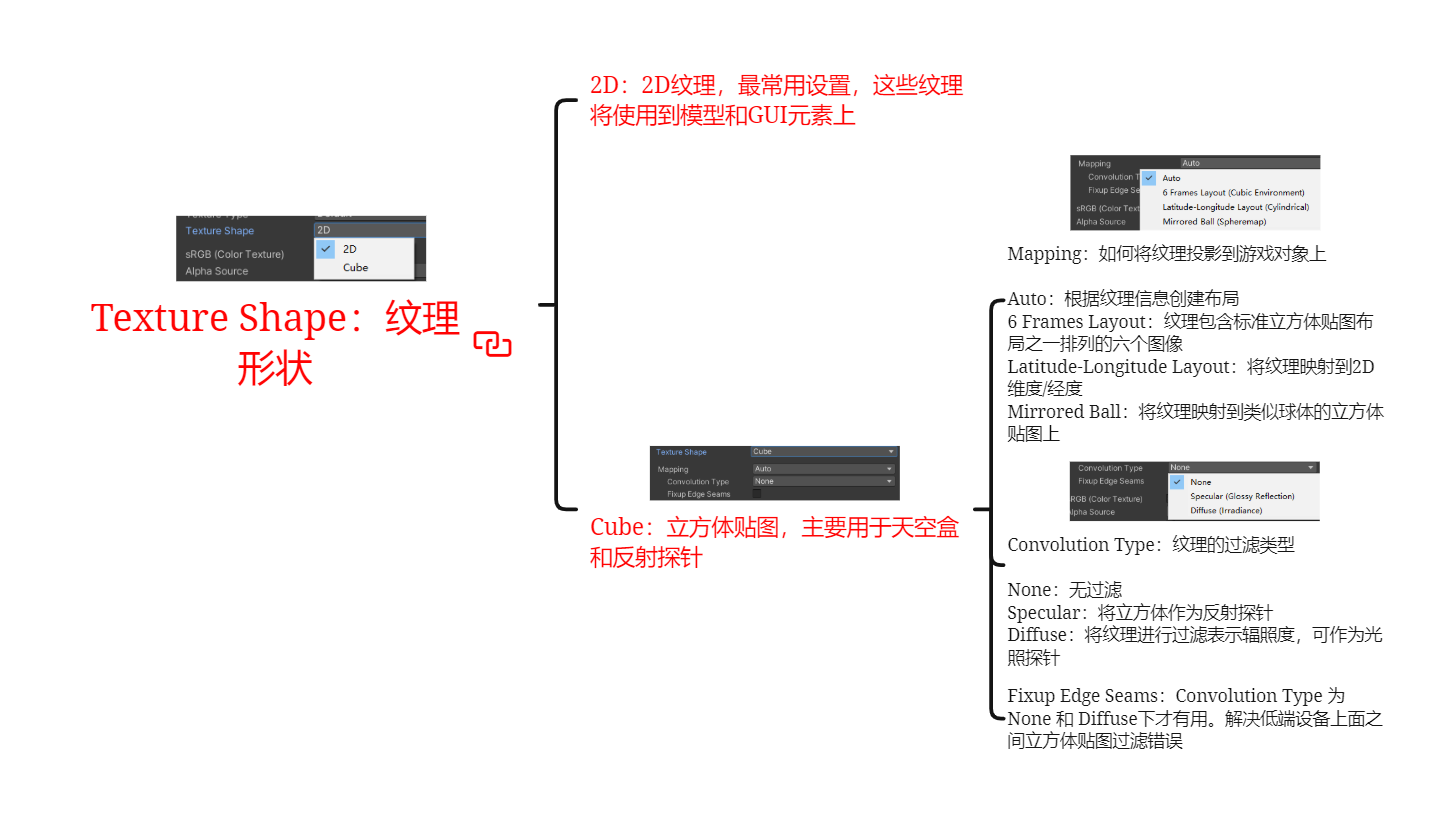 Texture Type Default
Texture Shape 2D
2D
sRGB (Color Texture)
Cube
Alpha Source
Texture Shape：纹理
形状
2D：2D纹理，最常用设置，这些纹理
将使用到模型和GUI元素上
Texture Shape Cube
Mapping Auto
Convolution Type None
Fixup Edge Seams
Cube：立方体贴图，主要用于天空盒
和反射探针
Mapping Auto
Convolution T Auto
Fixup Edge Se 6 Frames Layout (Cubic Environment)
sRGB (Color Text Latitude-Longitude Layout (Cylindrical)
Alpha Source Mirrored Ball (Spheremap)
Mapping：如何将纹理投影到游戏对象上
Auto：根据纹理信息创建布局
6 Frames Layout：纹理包含标准立方体贴图布
局之一排列的六个图像
Latitude-Longitude Layout：将纹理映射到2D
维度/经度
Mirrored Ball：将纹理映射到类似球体的立方体
贴图上
Convolution Type None
Fixup Edge Seams None
RGB (Color Texture) Specular (Glossy Reflection)
lpha Source Diffuse (Irradiance)
Convolution Type：纹理的过滤类型
None：无过滤
Specular：将立方体作为反射探针
Diffuse：将纹理进行过滤表示辐照度，可作为光
照探针
Fixup Edge Seams：Convolution Type 为
None 和 Diffuse下才有用。解决低端设备上面之
间立方体贴图过滤错误